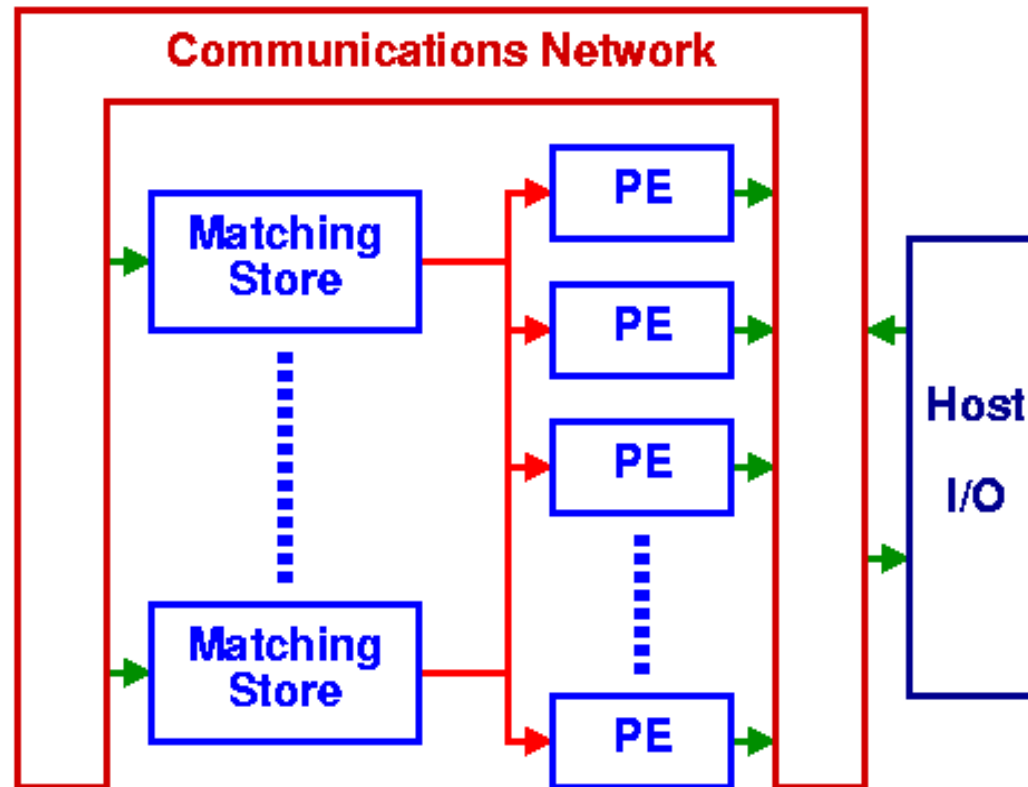 Communications Network
PE
Matching
Store
PE
Host
PE
I/O
Matching
Store
PE